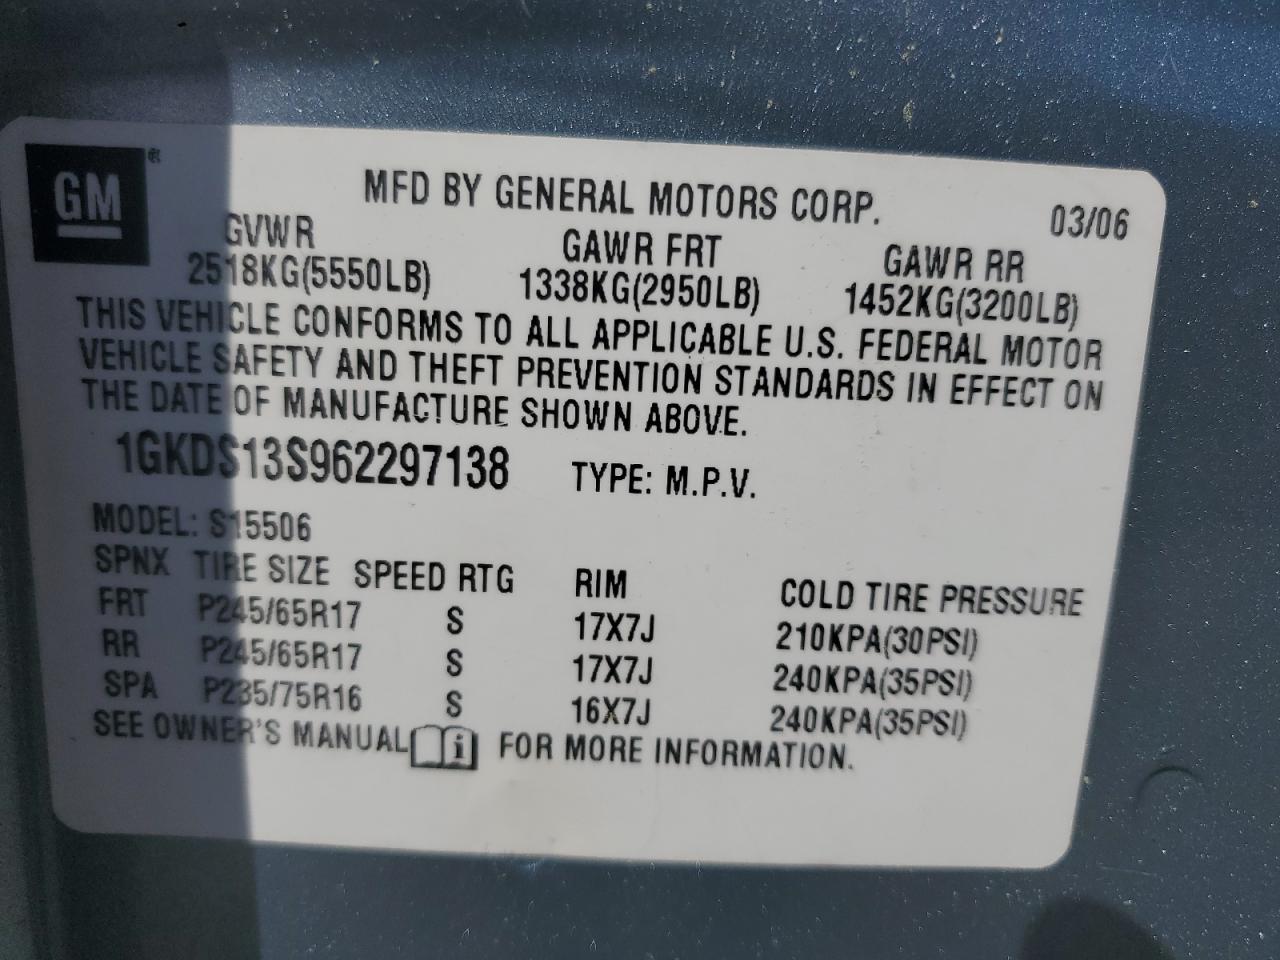 GM ®
MFD BY GENERAL MOTORS CORP. 03/06
GVWR GAWR FRT GAWR RR
2518KG(5550LB) 1338KG(2950LB) 1452KG(3200LB)
THIS VEHICLE CONFORMS TO ALL APPLICABLE U.S. FEDERAL MOTOR
VEHICLE SAFETY AND THEFT PREVENTION STANDARDS IN EFFECT ON
THE DATE OF MANUFACTURE SHOWN ABOVE.
1GKDS13S962297138 TYPE: M.P.V.
MODEL: S15506
SPNX TIRE SIZE SPEED RTG RIM COLD TIRE PRESSURE
FRT P245/65R17 S 17X7J 210KPA(30PSI)
RR P245/65R17 S 17X7J 240KPA(35PSI)
SPA P235/75R16 S 16X7J 240KPA(35PSI)
SEE OWNER'S MANUAL i FOR MORE INFORMATION.